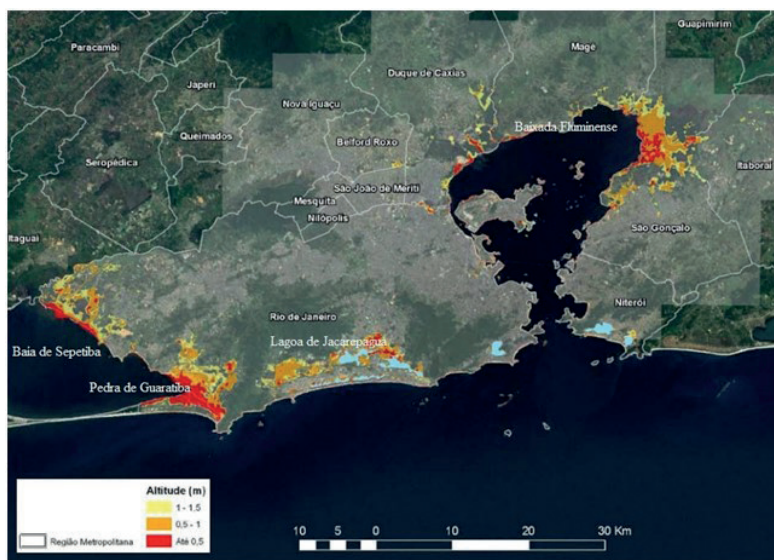 Guapimirim
Paracambi
Magé
Duque de Caxias
Japeri
Nova Iguaçu
Baixada Fluminense
Queimados
Belford Roxo
Seropédica
Itaboraí
São João de Meriti
Mesquita
Nilópolis
São Gonçalo
Itaguaí
Niterói
Rio de Janeiro
Lagoa de Jacarepaguá
Baia de Sepetiba
Pedra de Guaratiba
Altitude (m)
1 - 1,5
0,5 - 1
Região Metropolitana
Até 0,5
10 5 0 10 20 30 Km